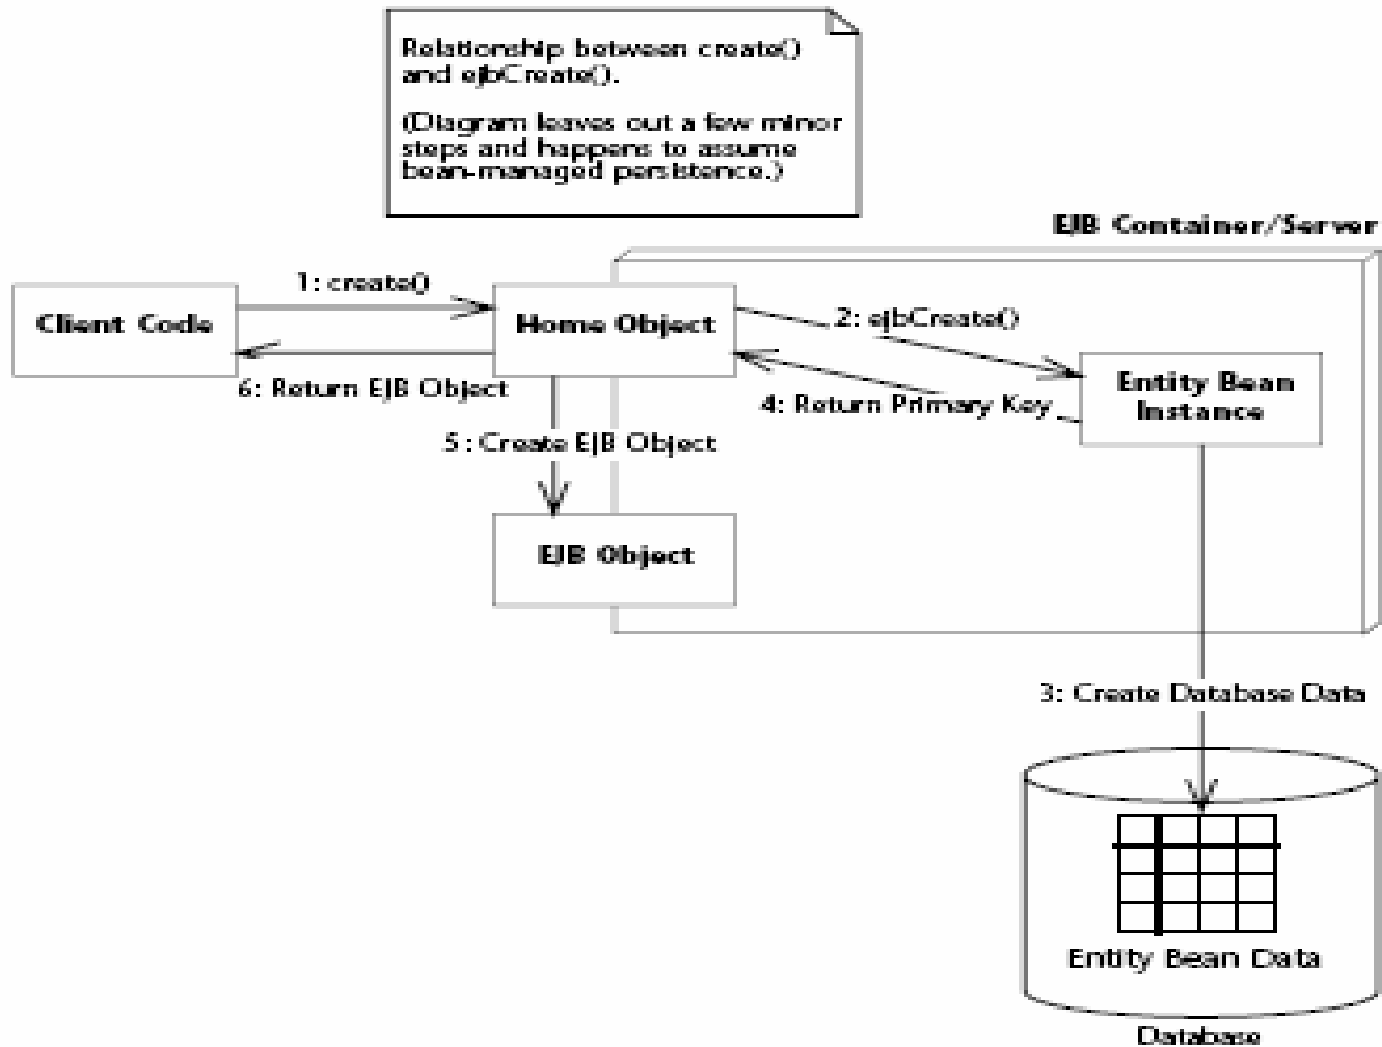 Relationship between create()
and ejbCreate().
(Diagram leaves out a few minor
steps and happens to assume
bean-managed persistence.)
EJB Container/Server
1: create()
Client Code
Home Object
2: ejbCreate()
6: Return EJB Object
4: Return Primary Key
Entity Bean
Instance
5: Create EJB Object
EJB Object
3: Create Database Data
Entity Bean Data
Database